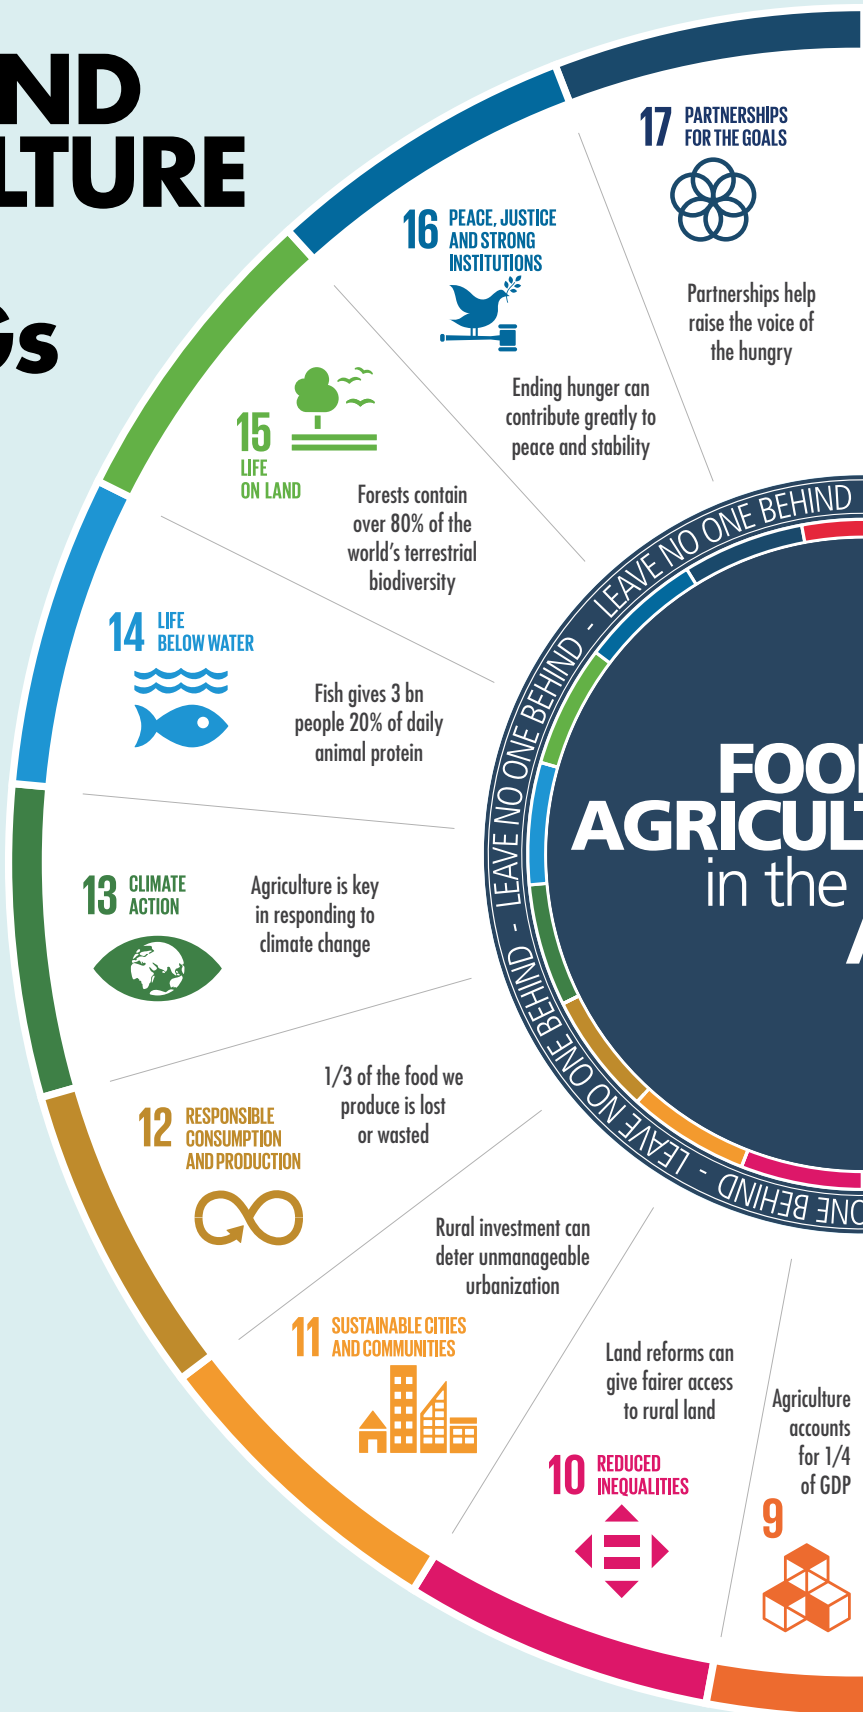 ND
LTURE
Gs
17 PARTNERSHIPS
FOR THE GOALS
Partnerships help
raise the voice of
the hungry
16 PEACE, JUSTICE
AND STRONG
INSTITUTIONS
Ending hunger can
contribute greatly to
peace and stability
15
LIFE
ON LAND
Forests contain
over 80% of the
world's terrestrial
biodiversity
14 LIFE
BELOW WATER
Fish gives 3 bn
people 20% of daily
animal protein
13 CLIMATE
ACTION
Agriculture is key
in responding to
climate change
12 RESPONSIBLE
CONSUMPTION
AND PRODUCTION
1/3 of the food we
produce is lost
or wasted
11 SUSTAINABLE CITIES
AND COMMUNITIES
Rural investment can
deter unmanageable
urbanization
10 REDUCED
INEQUALITIES
Land reforms can
give fairer access
to rural land
9
Agriculture
accounts
for 1/4
of GDP
ONE BEHIND - LEAVE NO ONE BEHIND - LEAVE NO ONE BEHIND - LEAVE NO ONE BEHIND
FOO
AGRICUL
in the